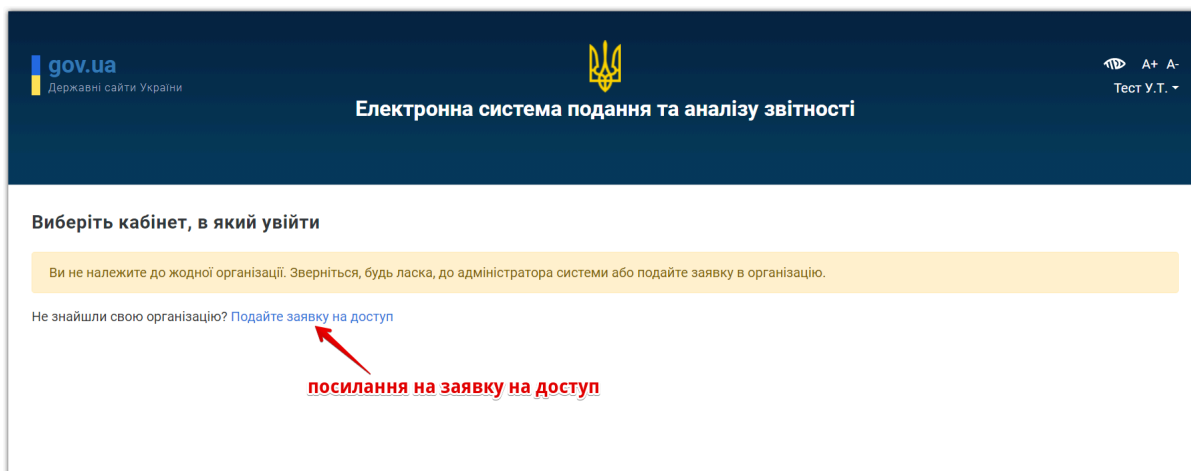 gov.ua
Державні сайти України
A+ A-
Тест У.Т.
Електронна система подання та аналізу звітності
Виберіть кабінет, в який увійти
Ви не належите до жодної організації. Зверніться, будь ласка, до адміністратора системи або подайте заявку в організацію.
Не знайшли свою організацію? Подайте заявку на доступ
посилання на заявку на доступ